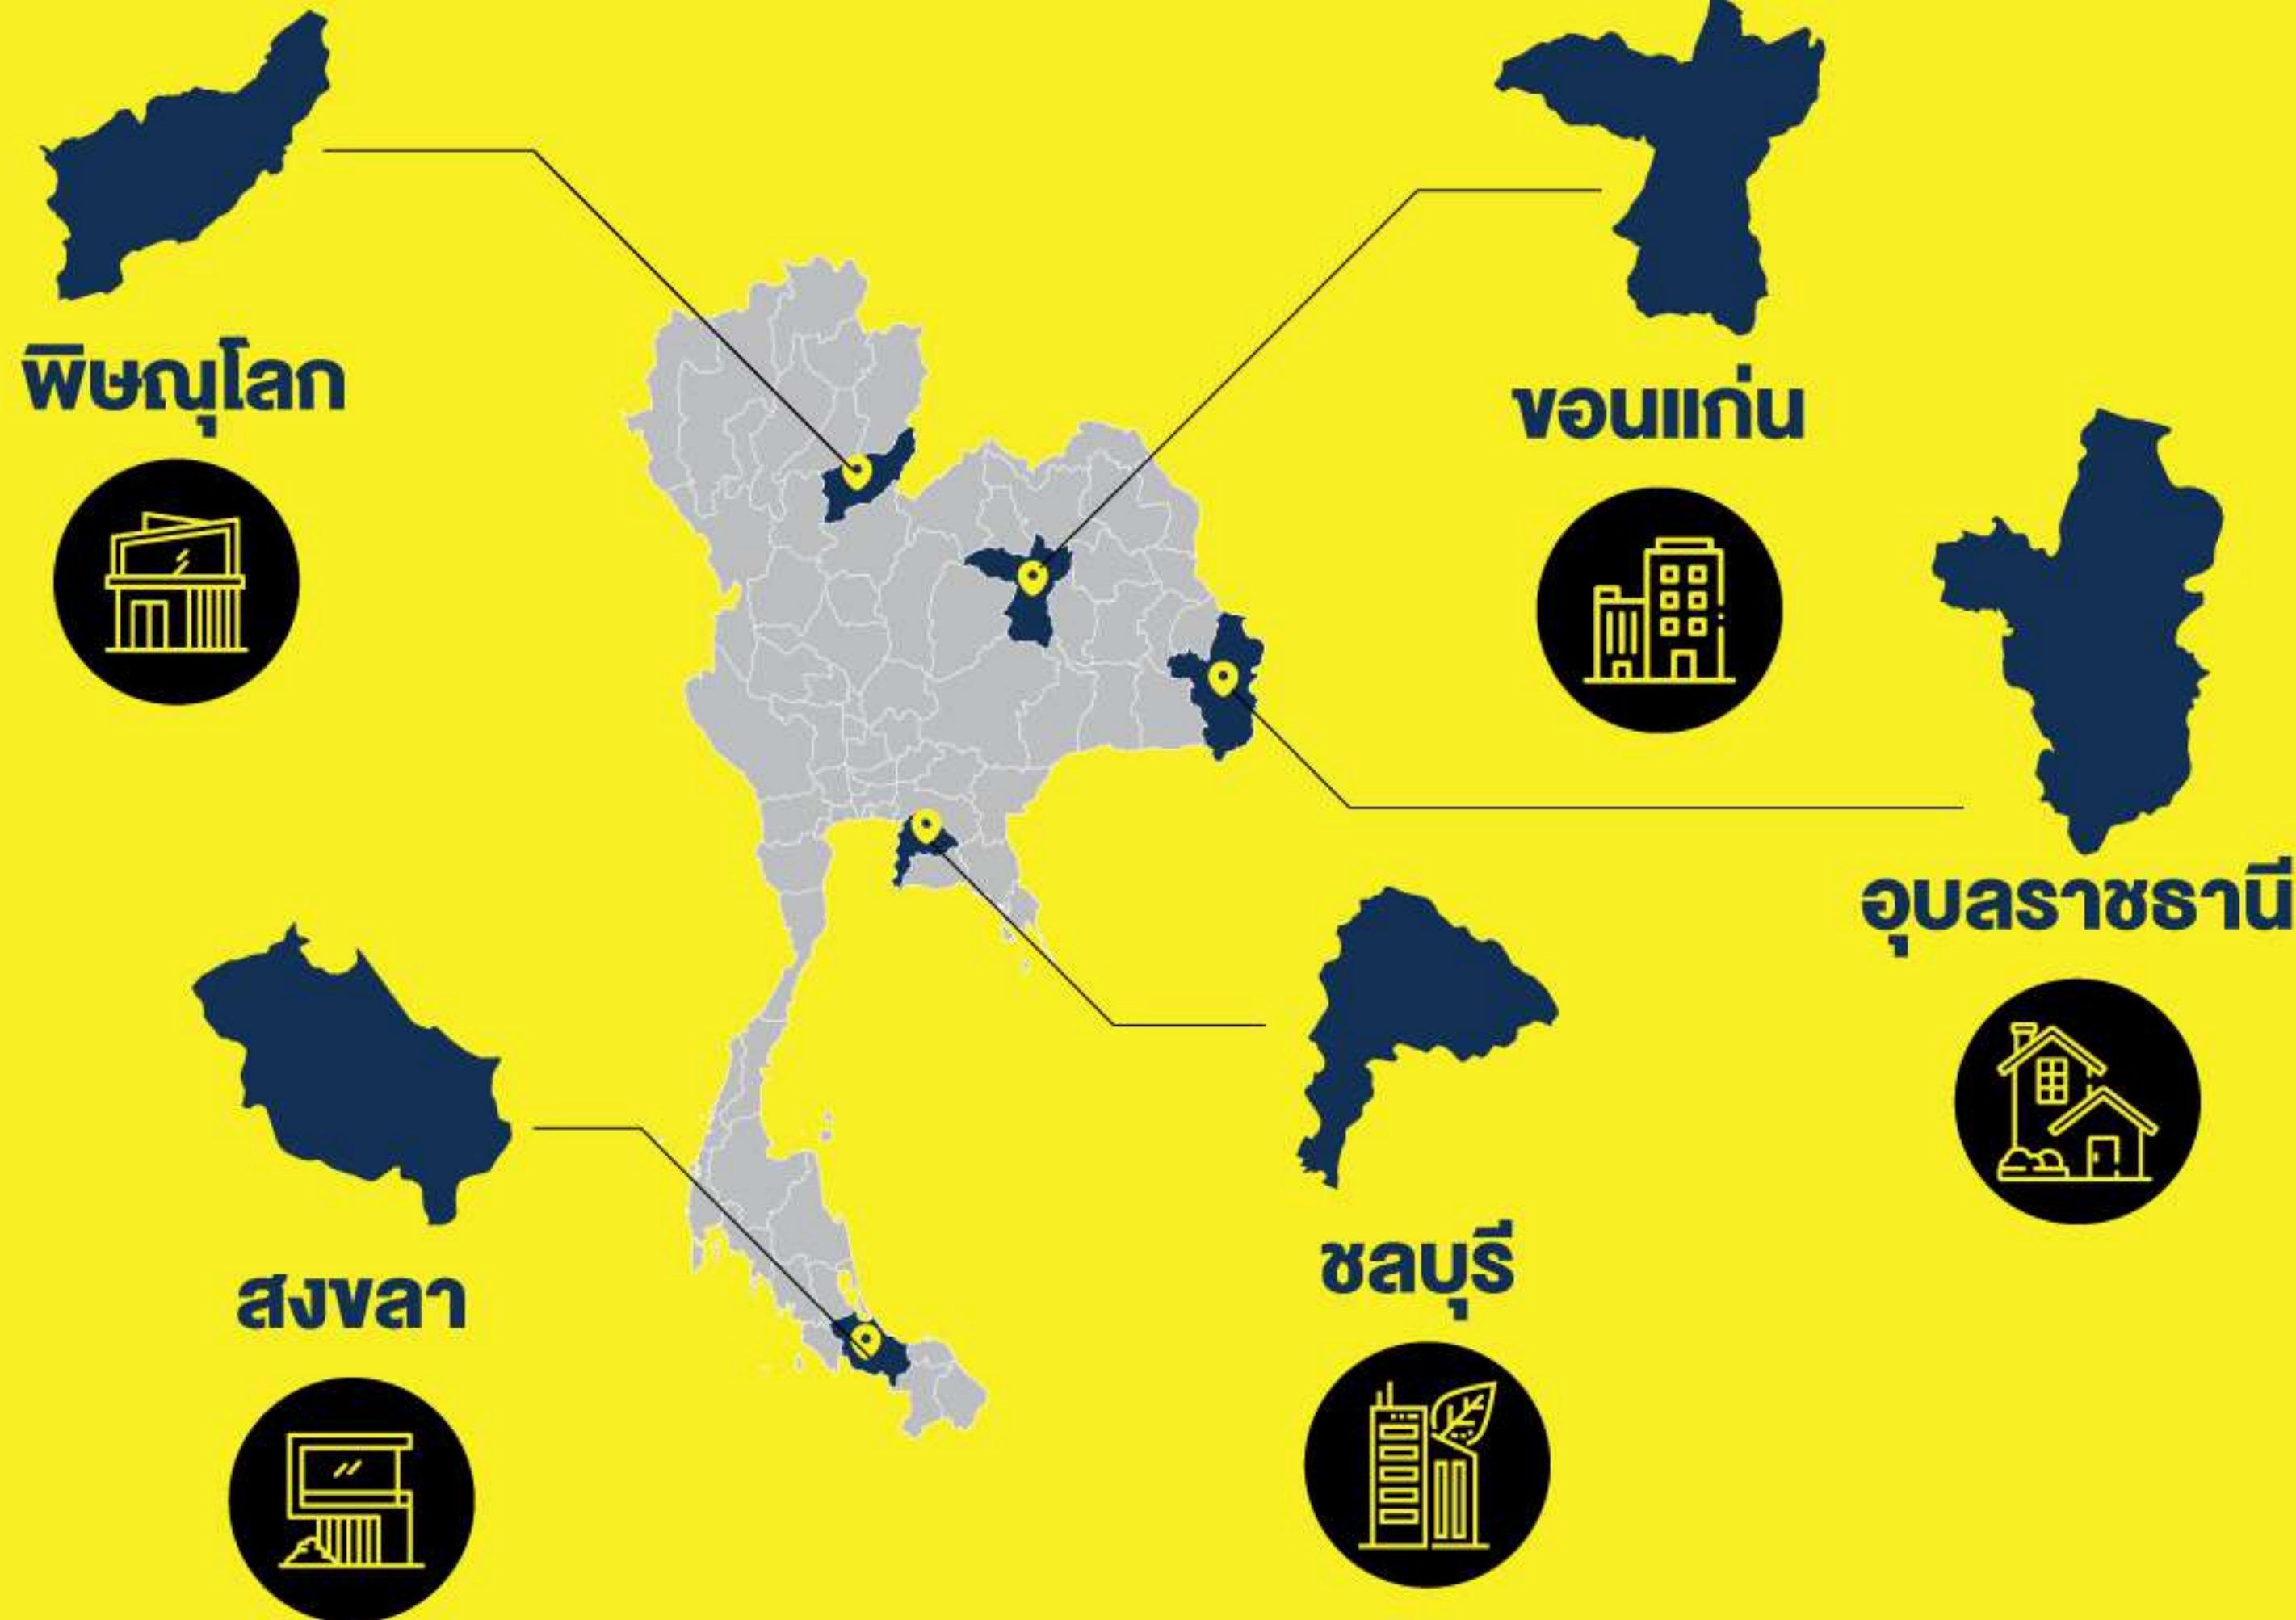 พิษณุโลก
ขอนแก่น
อุบลราชธานี
สงขลา
ชลบุรี